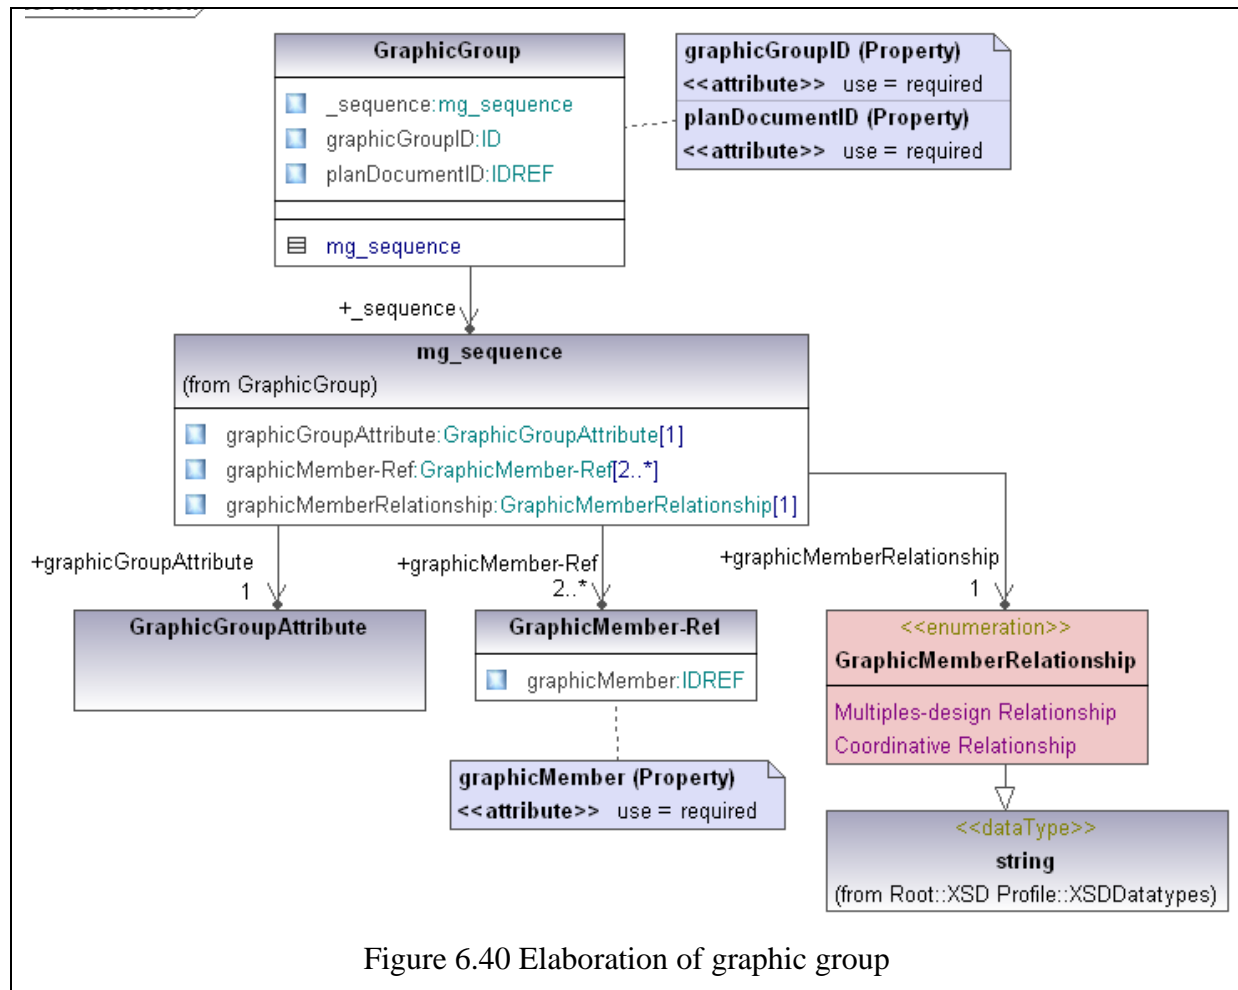 GraphicGroup
_sequence:mg_sequence
graphicGroupID:ID
planDocumentID:IDREF
mg_sequence
graphicGroupID (Property)
<<attribute>> use = required
planDocumentID (Property)
<<attribute>> use = required
+_sequence
mg_sequence
(from GraphicGroup)
graphicGroupAttribute:GraphicGroupAttribute[1]
graphicMember-Ref:GraphicMember-Ref[2..*]
graphicMemberRelationship:GraphicMemberRelationship[1]
+graphicGroupAttribute
1
+graphicMember-Ref
2..*
+graphicMemberRelationship
1
GraphicGroupAttribute
GraphicMember-Ref
graphicMember:IDREF
graphicMember (Property)
<<attribute>> use = required
<<enumeration>>
GraphicMemberRelationship
Multiples-design Relationship
Coordinative Relationship
<<dataType>>
string
(from Root::XSD Profile::XSDDatatypes)
Figure 6.40 Elaboration of graphic group